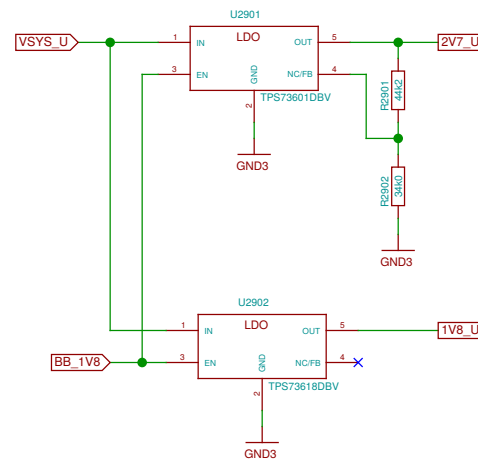 U2901
VSYS_U
1
IN
LDO
OUT
5
2V7_U
3
EN
GND
NC/FB
4
2
TPS73601DBV
R2901
44k2
GND3
R2902
34k0
GND3
U2902
1
IN
LDO
OUT
5
1V8_U
BB_1V8
3
EN
GND
NC/FB
4
2
TPS73618DBV
GND3